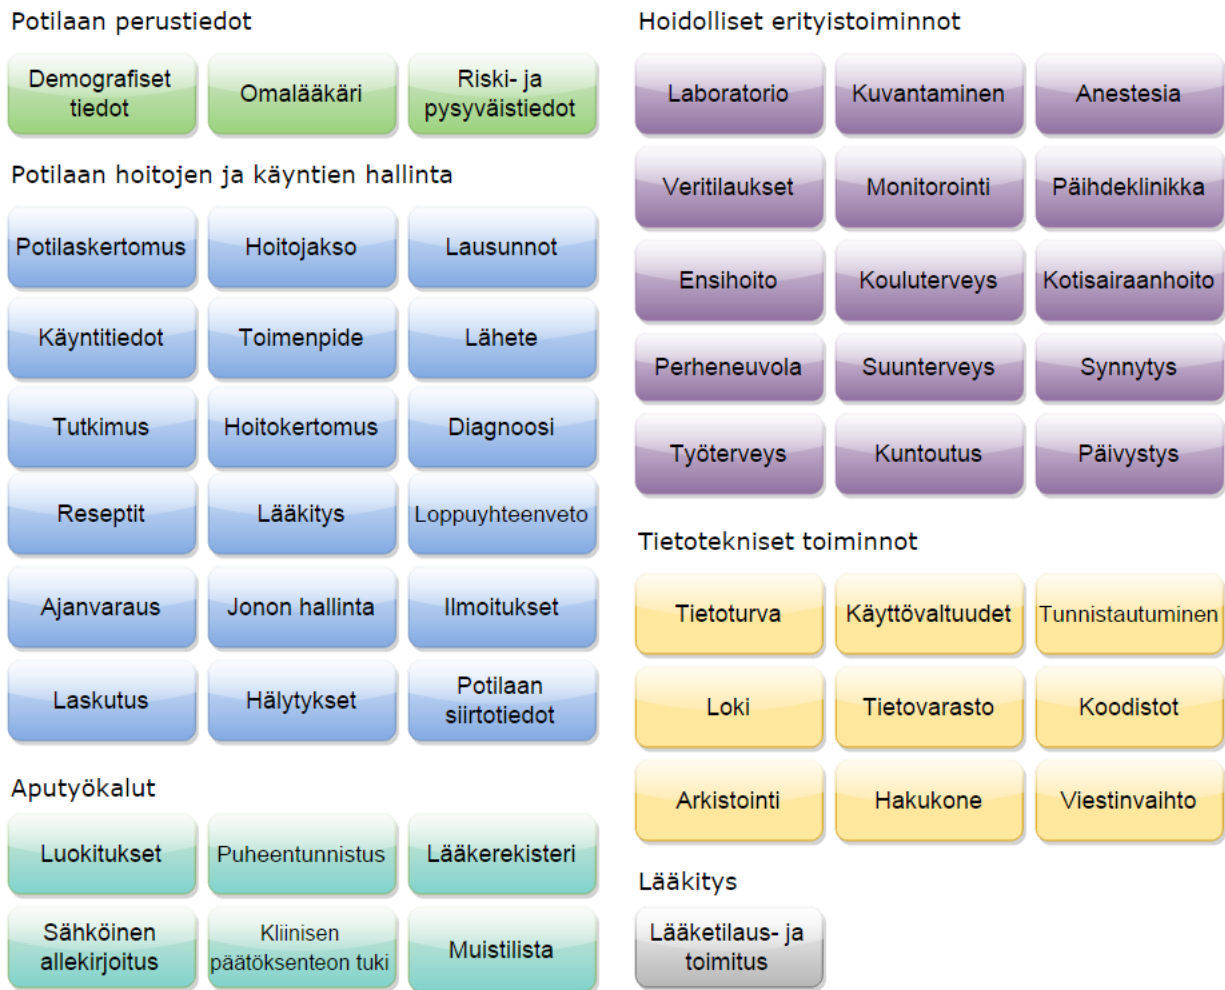 Potilaan perustiedot
Demografiset
tiedot
Omalääkäri
Riski- ja
pysyväistiedot
Potilaan hoitojen ja käyntien hallinta
Potilaskertomus
Hoitojakso
Lausunnot
Käyntitiedot
Toimenpide
Lähete
Tutkimus
Hoitokertomus
Diagnoosi
Reseptit
Lääkitys
Loppuyhteenveto
Ajanvaraus
Jonon hallinta
Ilmoitukset
Laskutus
Hälytykset
Potilaan
siirtotiedot
Aputyökalut
Luokitukset
Puheentunnistus
Lääkerekisteri
Sähköinen
allekirjoitus
Kliinisen
päätöksenteon tuki
Muistilista
Hoidolliset erityistoiminnot
Laboratorio
Kuvantaminen
Anestesia
Veritilaukset
Monitorointi
Päihdeklinikka
Ensihoito
Kouluterveys
Kotisairaanhoito
Perheneuvola
Suunterveys
Synnytys
Työterveys
Kuntoutus
Päivystys
Tietotekniset toiminnot
Tietoturva
Käyttövaltuudet
Tunnistautuminen
Loki
Tietovarasto
Koodistot
Arkistointi
Hakukone
Viestinvaihto
Lääkitys
Lääketilaus- ja
toimitus